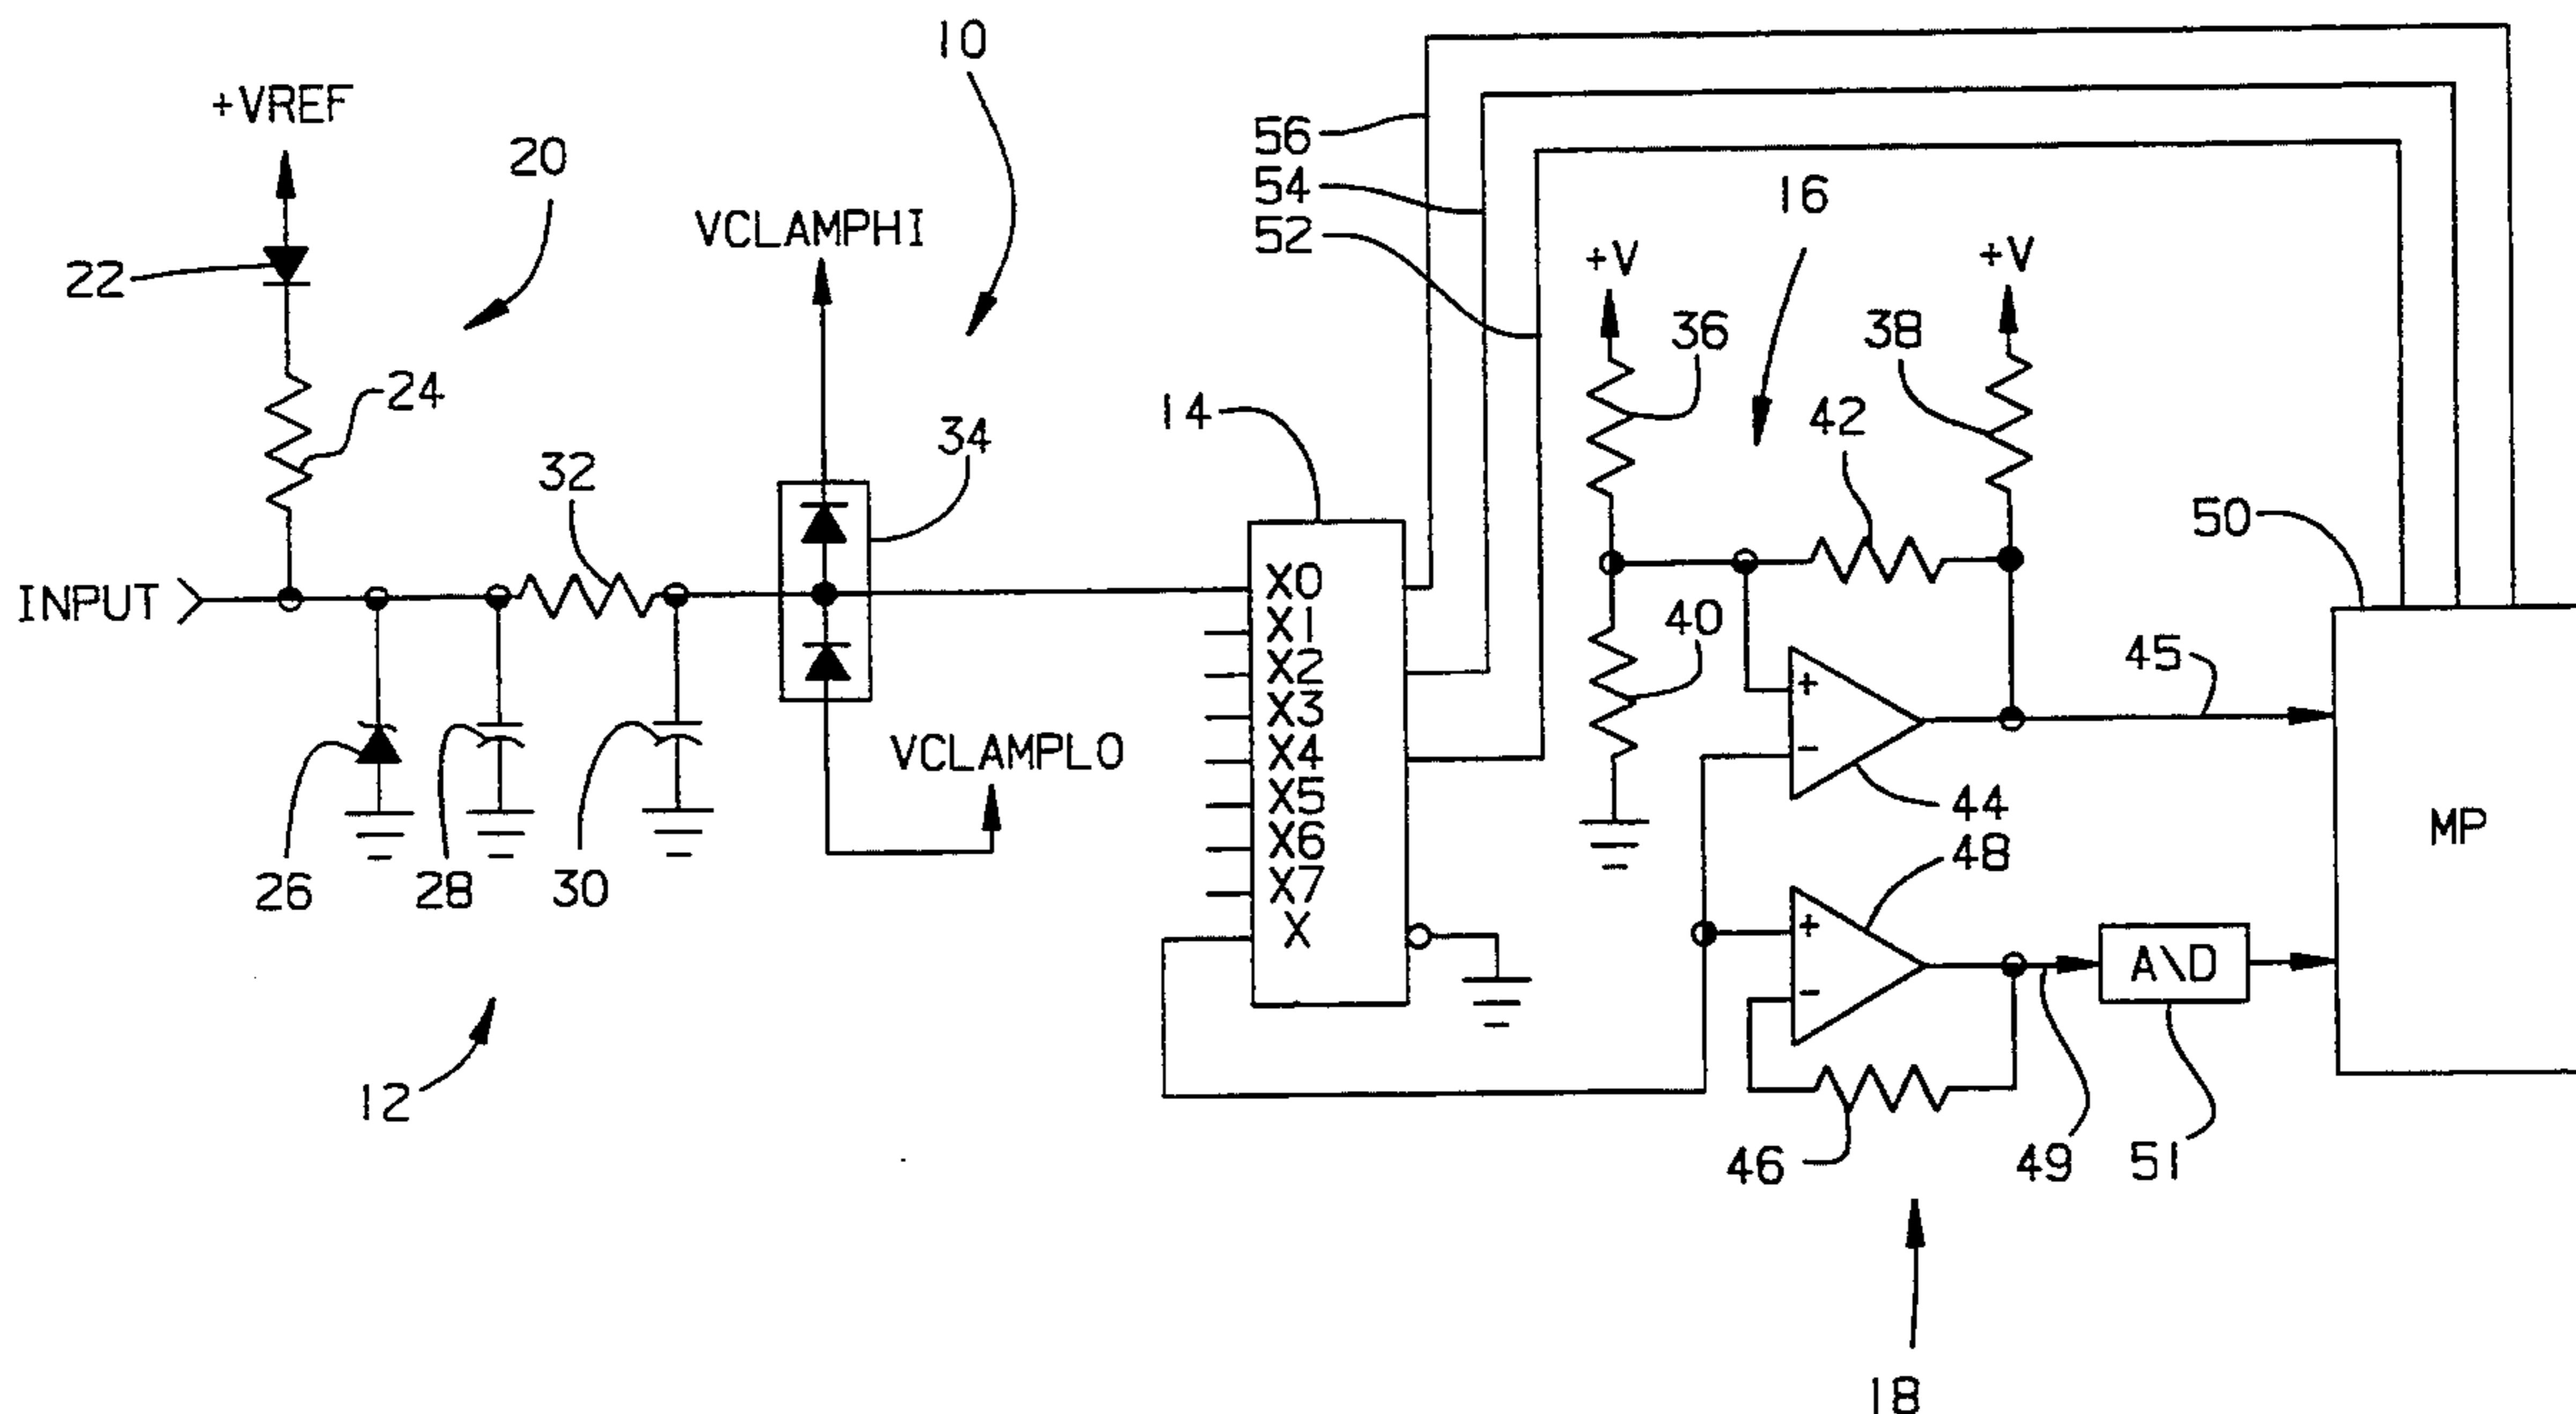 10
+VREF
20
56
54
52
16
VCLAMPHI
+V
+V
22
36
38
24
14
42
34
32
50
INPUT
X0
X1
X2
X3
X4
X5
X6
X7
X
40
+
-
45
VCLAMPLO
44
MP
26
28
30
48
+
-
A\D
12
46
49
51
18